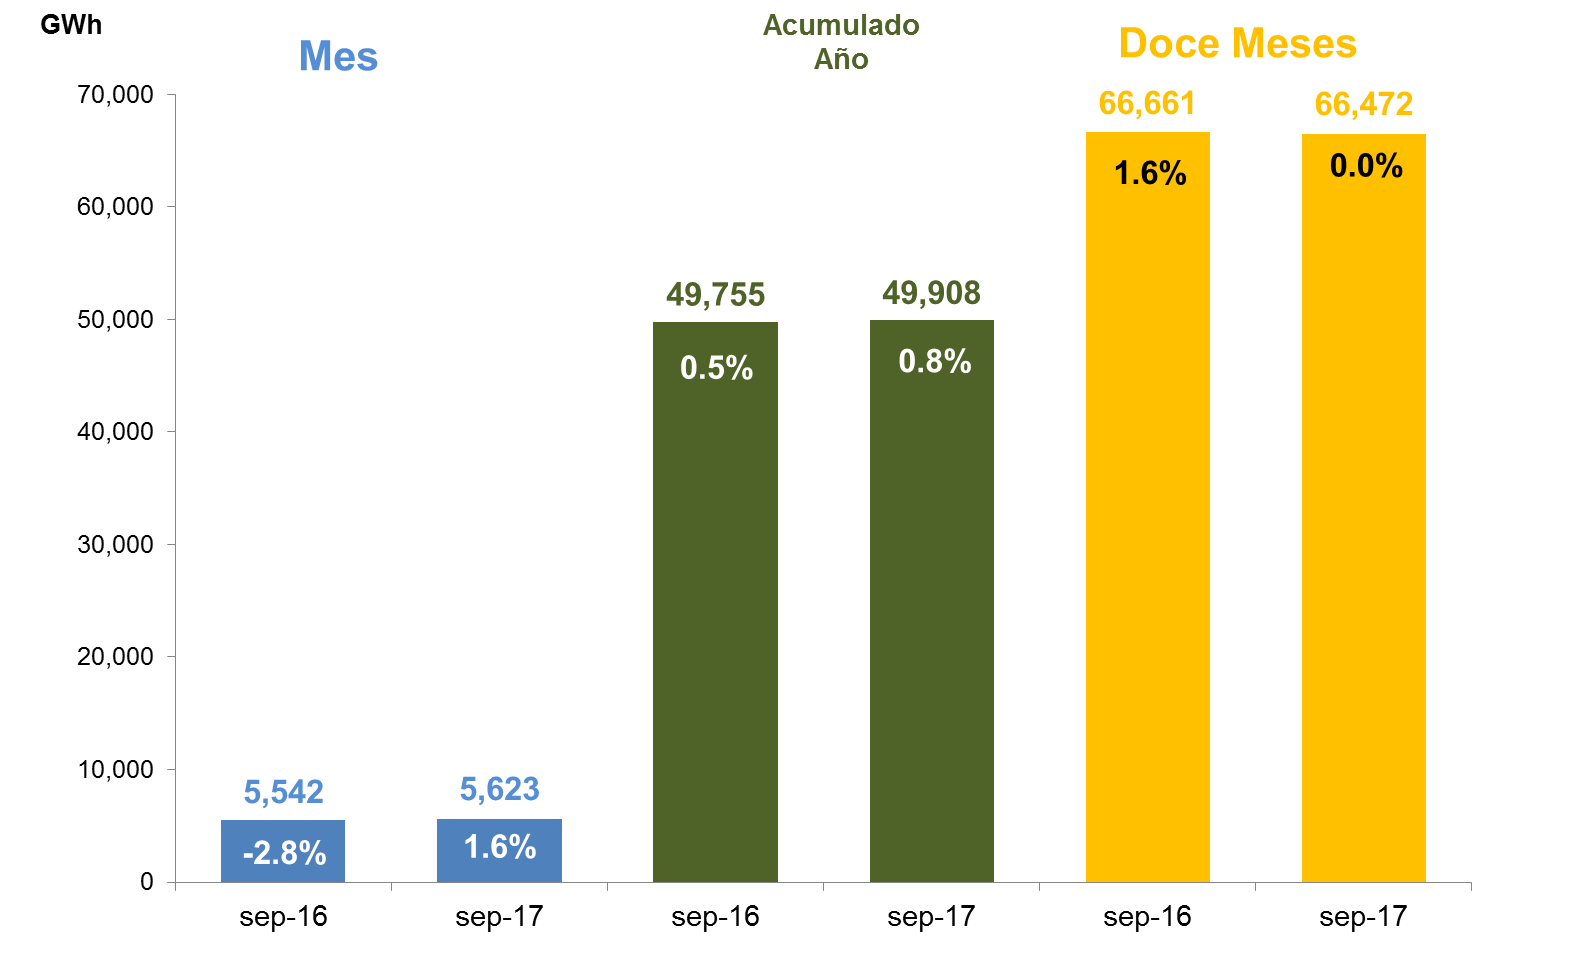 GWh
Mes
Acumulado
Año
Doce Meses
70,000
60,000
50,000
40,000
30,000
20,000
10,000
0
5,542
-2.8%
5,623
1.6%
49,755
0.5%
49,908
0.8%
66,661
1.6%
66,472
0.0%
sep-16
sep-17
sep-16
sep-17
sep-16
sep-17